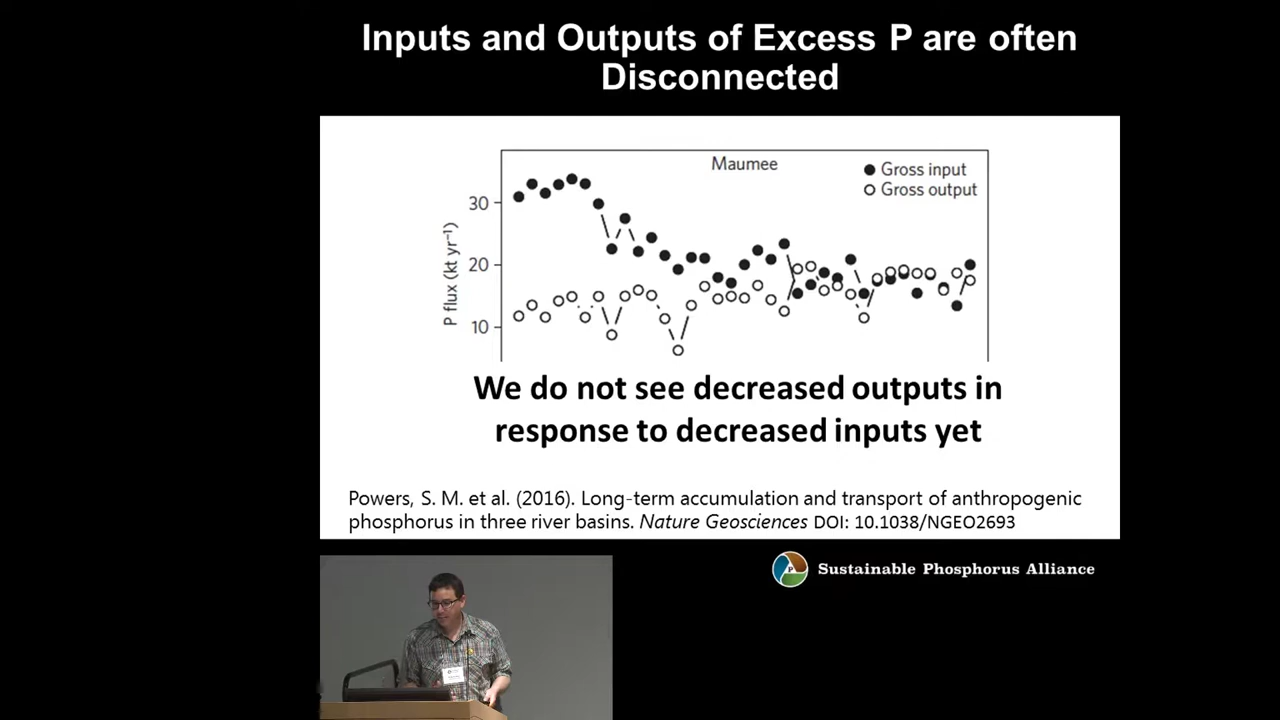 Inputs and Outputs of Excess P are often
Disconnected
Maumee
Gross input
Gross output
30
20
10
P flux (kt yr⁻¹)
We do not see decreased outputs in
response to decreased inputs yet
Powers, S. M. et al. (2016). Long-term accumulation and transport of anthropogenic
phosphorus in three river basins. Nature Geosciences DOI: 10.1038/NGEO2693
P
Sustainable Phosphorus Alliance